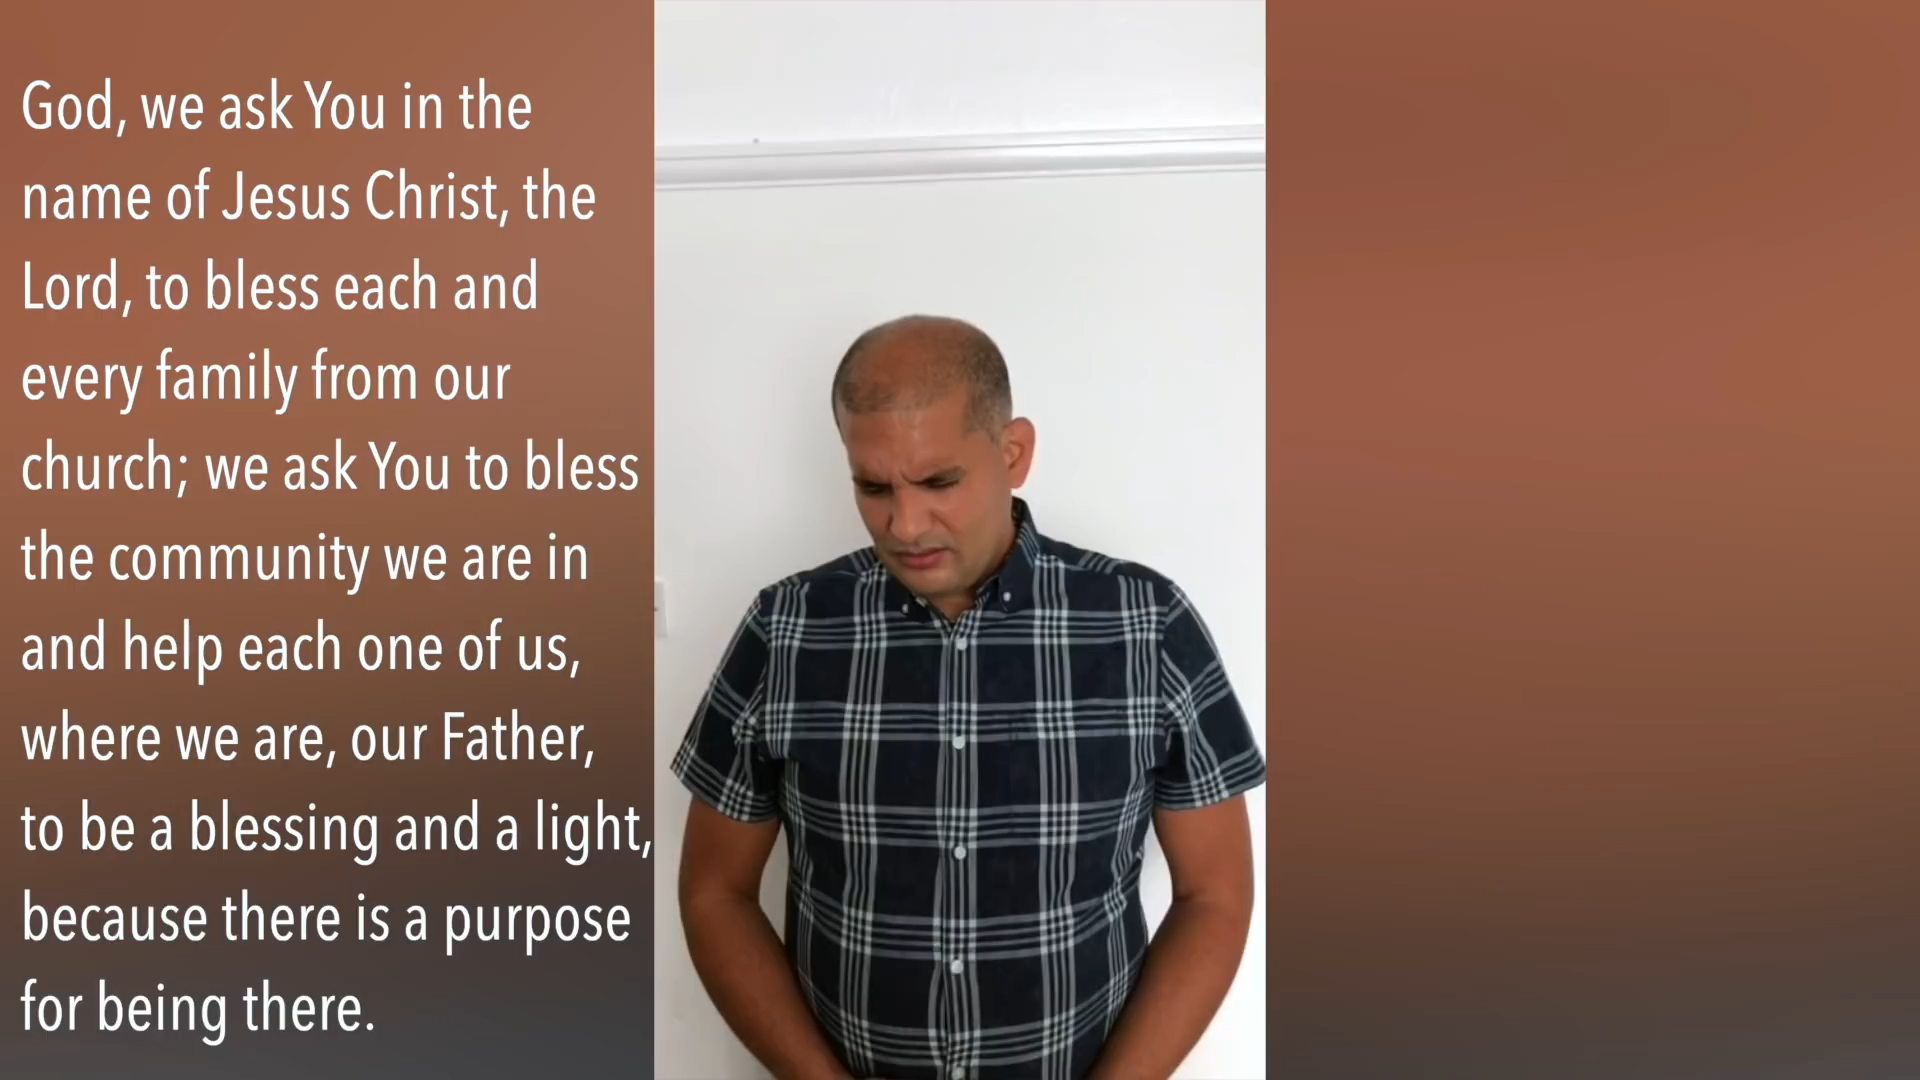 God, we ask You in the
name of Jesus Christ, the
Lord, to bless each and
every family from our
church; we ask You to bless
the community we are in
and help each one of us,
where we are, our Father,
to be a blessing and a light,
because there is a purpose
for being there.